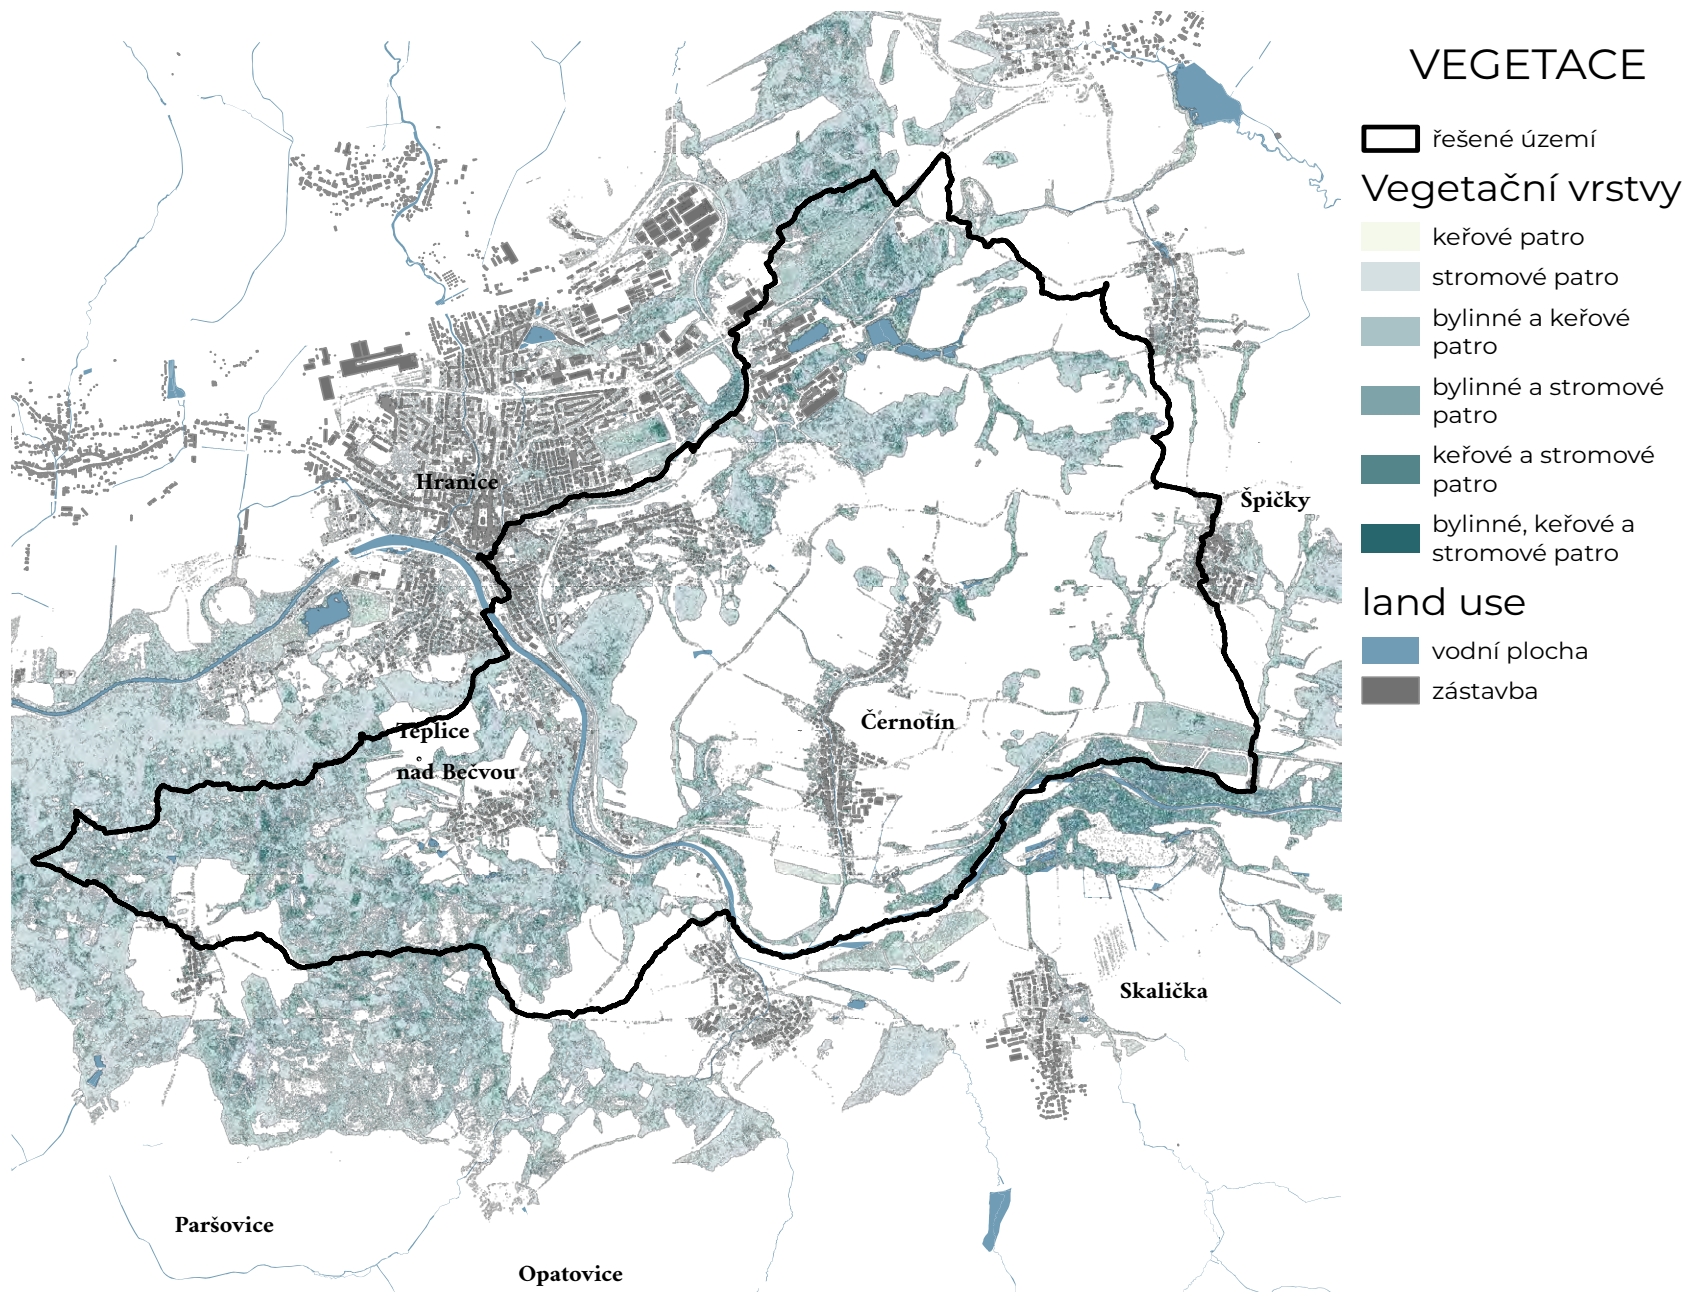 VEGETACE
řešené území
Vegetační vrstvy
keřové patro
stromové patro
bylinné a keřové
patro
bylinné a stromové
patro
keřové a stromové
patro
bylinné, keřové a
stromové patro
land use
vodní plocha
zástavba
Hranice
Špičky
Černotín
Teplice
nad Bečvou
Skalička
Paršovice
Opatovice